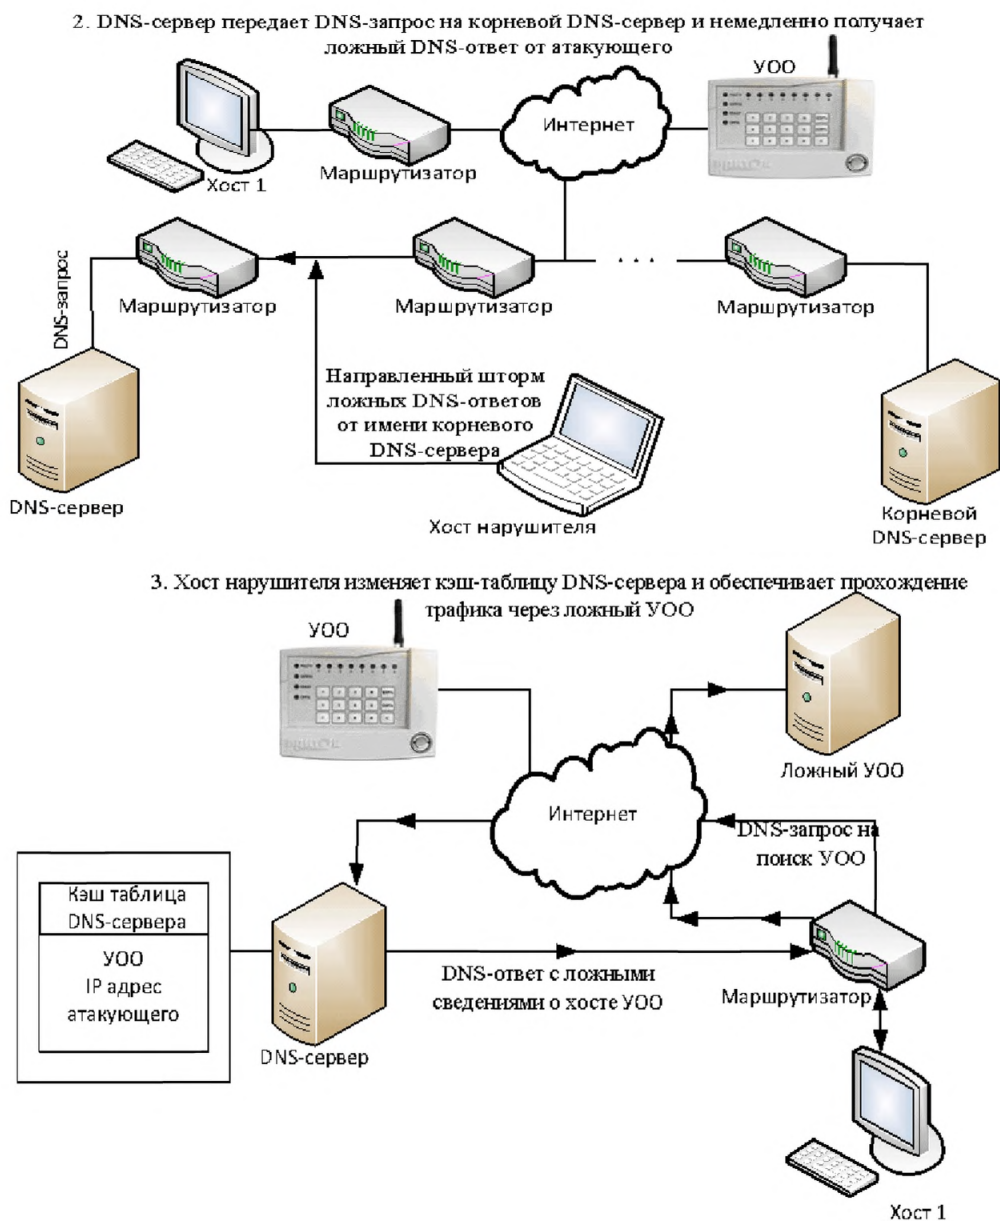 2. DNS-сервер передает DNS-запрос на корневой DNS-сервер и немедленно получает
ложный DNS-ответ от атакующего
УОО
Интернет
Маршрутизатор
Хост 1
DNS-запрос
Маршрутизатор
Маршрутизатор
. . .
Маршрутизатор
Направленный шторм
ложных DNS-ответов
от имени корневого
DNS-сервера
DNS-сервер
Хост нарушителя
Корневой
DNS-сервер
3. Хост нарушителя изменяет кэш-таблицу DNS-сервера и обеспечивает прохождение
трафика через ложный УОО
УОО
Ложный УОО
Интернет
DNS-запрос на
поиск УОО
Кэш таблица
DNS-сервера
УОО
IP адрес
атакующего
DNS-ответ с ложными
сведениями о хосте УОО
Маршрутизатор
DNS-сервер
Хост 1